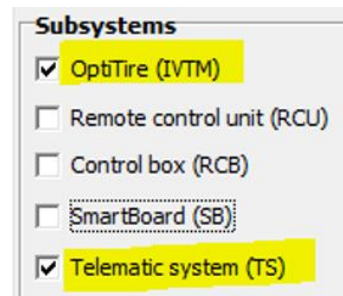 Subsystems
OptiTire (IVTM)
Remote control unit (RCU)
Control box (RCB)
SmartBoard (SB)
Telematic system (TS)